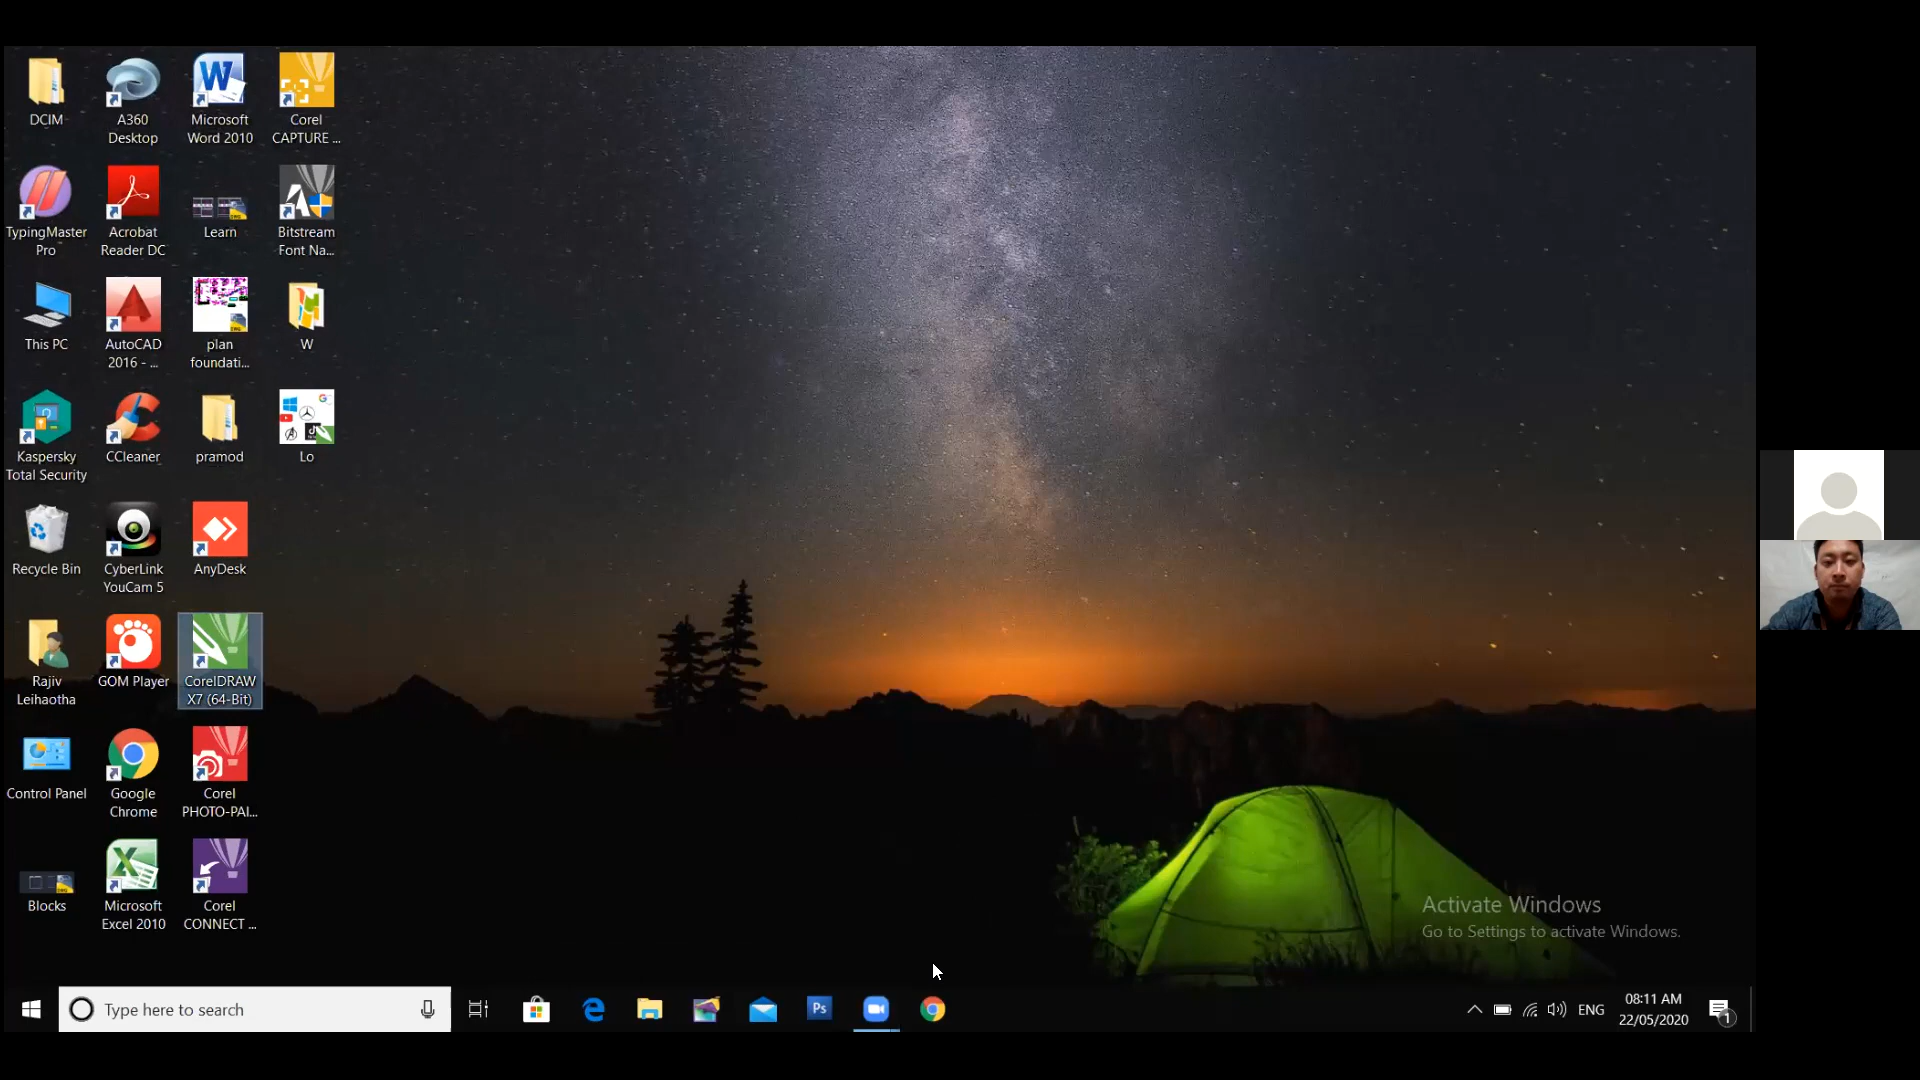 DCIM
A360
Desktop
Microsoft
Word 2010
Corel
CAPTURE ...
TypingMaster
Pro
Acrobat
Reader DC
Learn
Bitstream
Font Na...
This PC
AutoCAD
2016 - ...
plan
foundati...
W
Kaspersky
Total Security
CCleaner
pramod
Lo
Recycle Bin
CyberLink
YouCam 5
AnyDesk
Rajiv
Leihaotha
GOM Player
CorelDRAW
X7 (64-Bit)
Control Panel
Google
Chrome
Corel
PHOTO-PAI...
Blocks
Microsoft
Excel 2010
Corel
CONNECT ...
Activate Windows
Go to Settings to activate Windows.
Type here to search
Ps
ENG
08:11 AM
22/05/2020
1